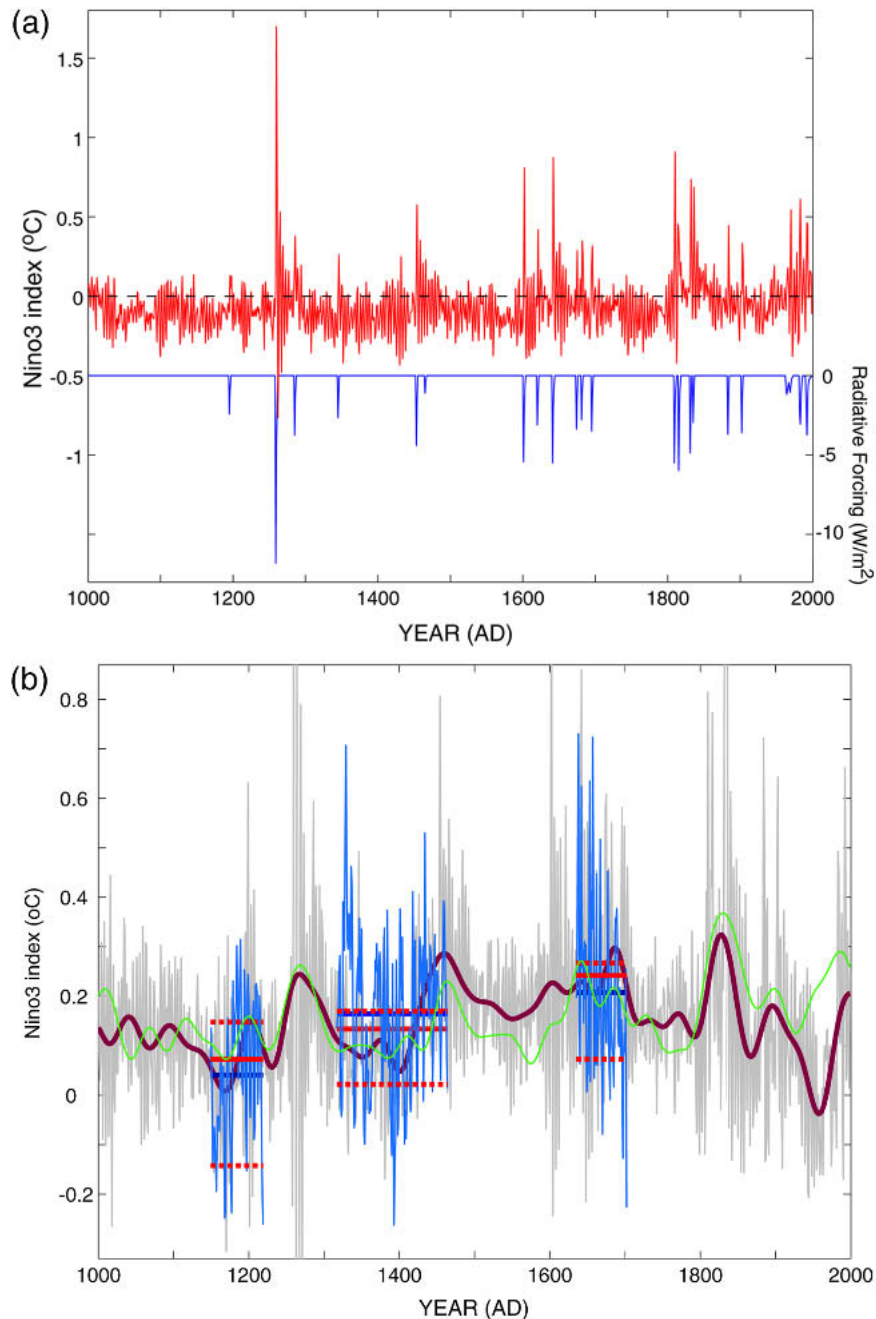 (a)
1.5
1
0.5
0
-0.5
-1
Nino3 index (ºC)
0
-5
-10
Radiative Forcing (W/m²)
1000 1200 1400 1600 1800 2000
YEAR (AD)
(b)
0.8
0.6
0.4
0.2
0
-0.2
Nino3 index (oC)
1000 1200 1400 1600 1800 2000
YEAR (AD)